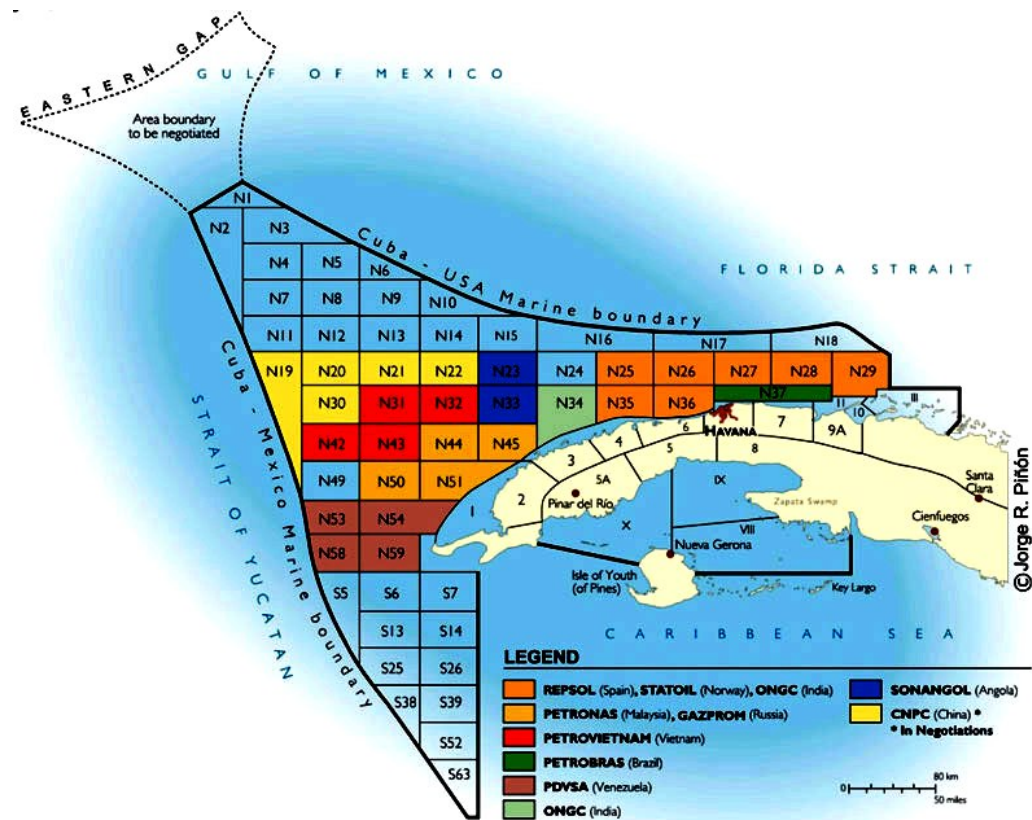 EASTERN GAP
GULF OF MEXICO
Area boundary
to be negotiated
N1
N2
N3
Cuba - USA Marine boundary
FLORIDA STRAIT
N4
N5
N6
N7
N8
N9
N10
N11
N12
N13
N14
N15
N16
N17
N18
N19
N20
N21
N22
N23
N24
N25
N26
N27
N28
N29
N30
N31
N32
N33
N34
N35
N36
N37
HAVANA
II
10
III
N42
N43
N44
N45
3
4
6
5
7
8
9A
N49
N50
N51
1
2
5A
Pinar del Río
IX
Zapata Swamp
Santa
Clara
Cienfuegos
N53
N54
X
VIII
Nueva Gerona
N58
N59
Isle of Youth
(of Pines)
Key Largo
Cuba - Mexico Marine boundary
STRAIT OF YUCATAN
CARIBBEAN SEA
S5
S6
S7
S13
S14
S25
S26
S38
S39
S52
S63
LEGEND
REPSOL (Spain), STATOIL (Norway), ONGC (India)
PETRONAS (Malaysia), GAZPROM (Russia)
PETROVIETNAM (Vietnam)
PETROBRAS (Brazil)
PDVSA (Venezuela)
ONGC (India)
SONANGOL (Angola)
CNPC (China) *
* In Negotiations
0
80 km
50 miles
©Jorge R. Piñón